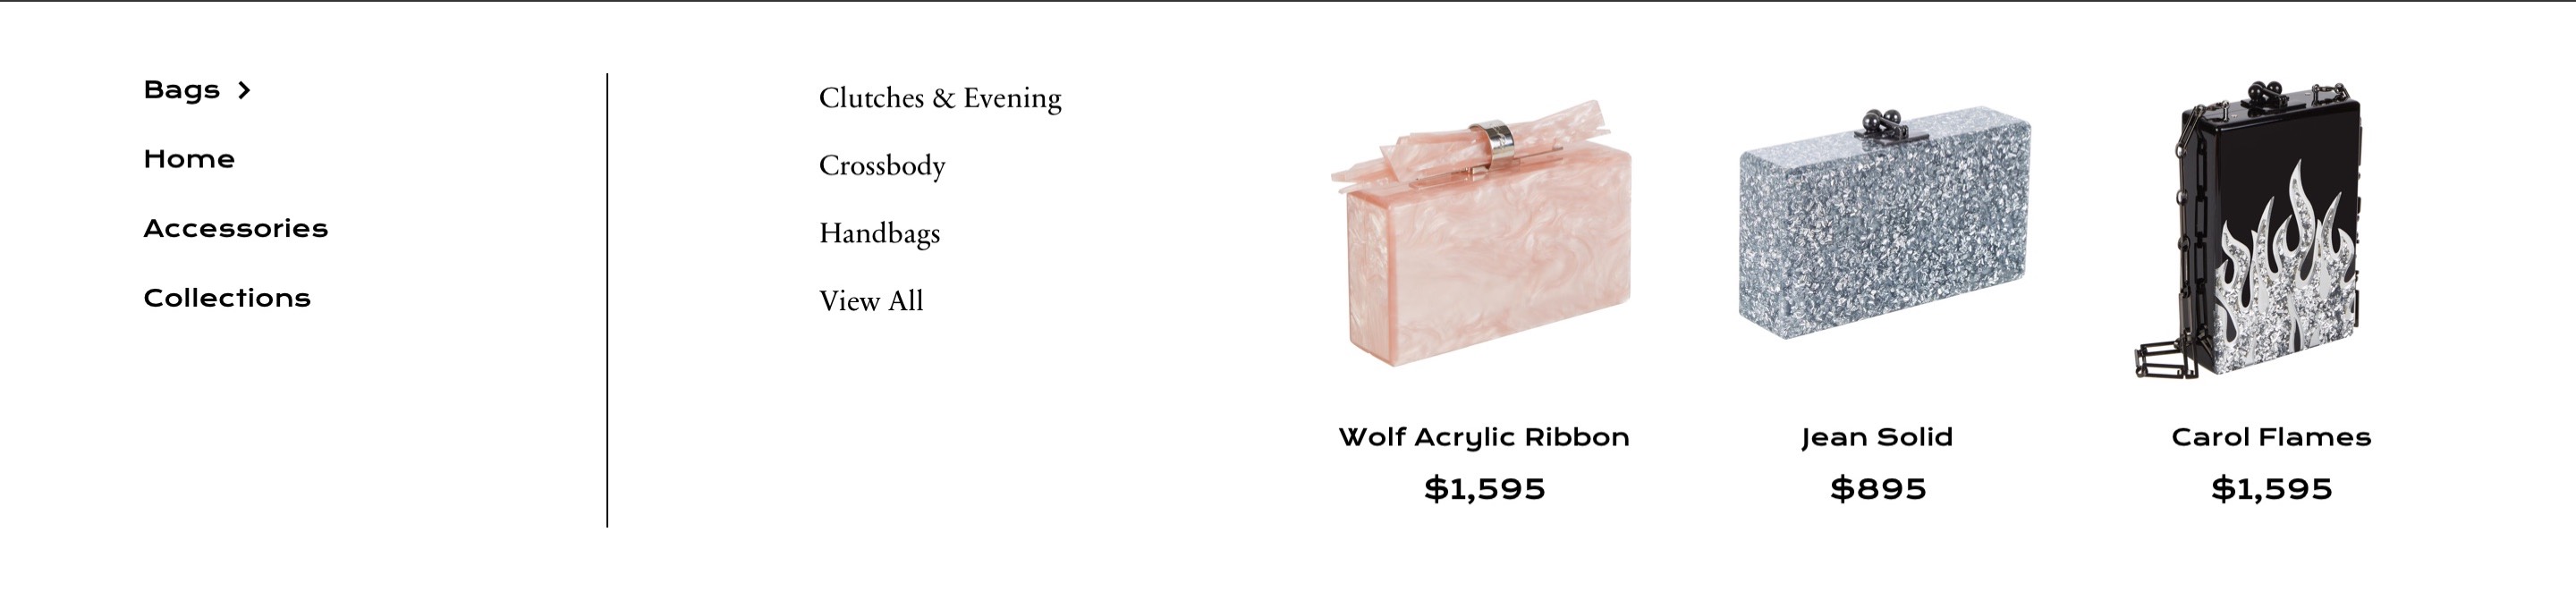 Bags
Home
Accessories
Collections
Clutches & Evening
Crossbody
Handbags
View All
Wolf Acrylic Ribbon
$1,595
Jean Solid
$895
Carol Flames
$1,595